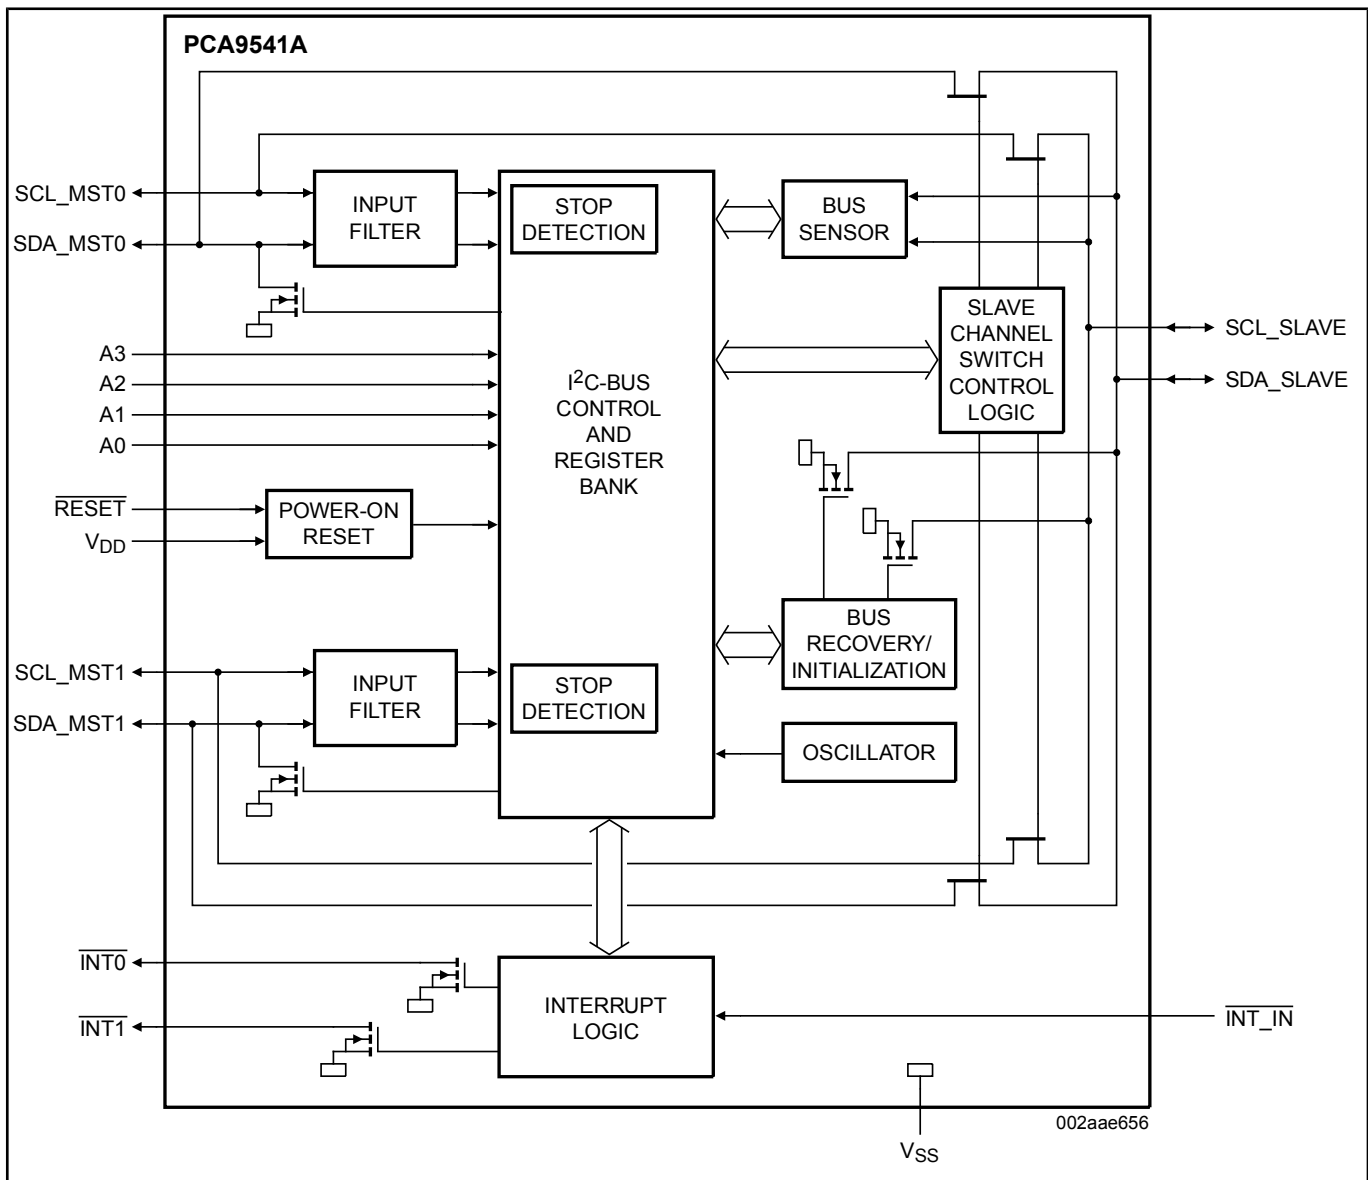 PCA9541A
SCL_MST0
INPUT
FILTER
STOP
DETECTION
BUS
SENSOR
SDA_MST0
SLAVE
CHANNEL
SWITCH
CONTROL
LOGIC
SCL_SLAVE
SDA_SLAVE
A3
A2
A1
A0
I²C-BUS
CONTROL
AND
REGISTER
BANK
RESET
VDD
POWER-ON
RESET
BUS
RECOVERY/
INITIALIZATION
SCL_MST1
INPUT
FILTER
STOP
DETECTION
SDA_MST1
OSCILLATOR
INT0
INT1
INTERRUPT
LOGIC
INT_IN
002aae656
VSS